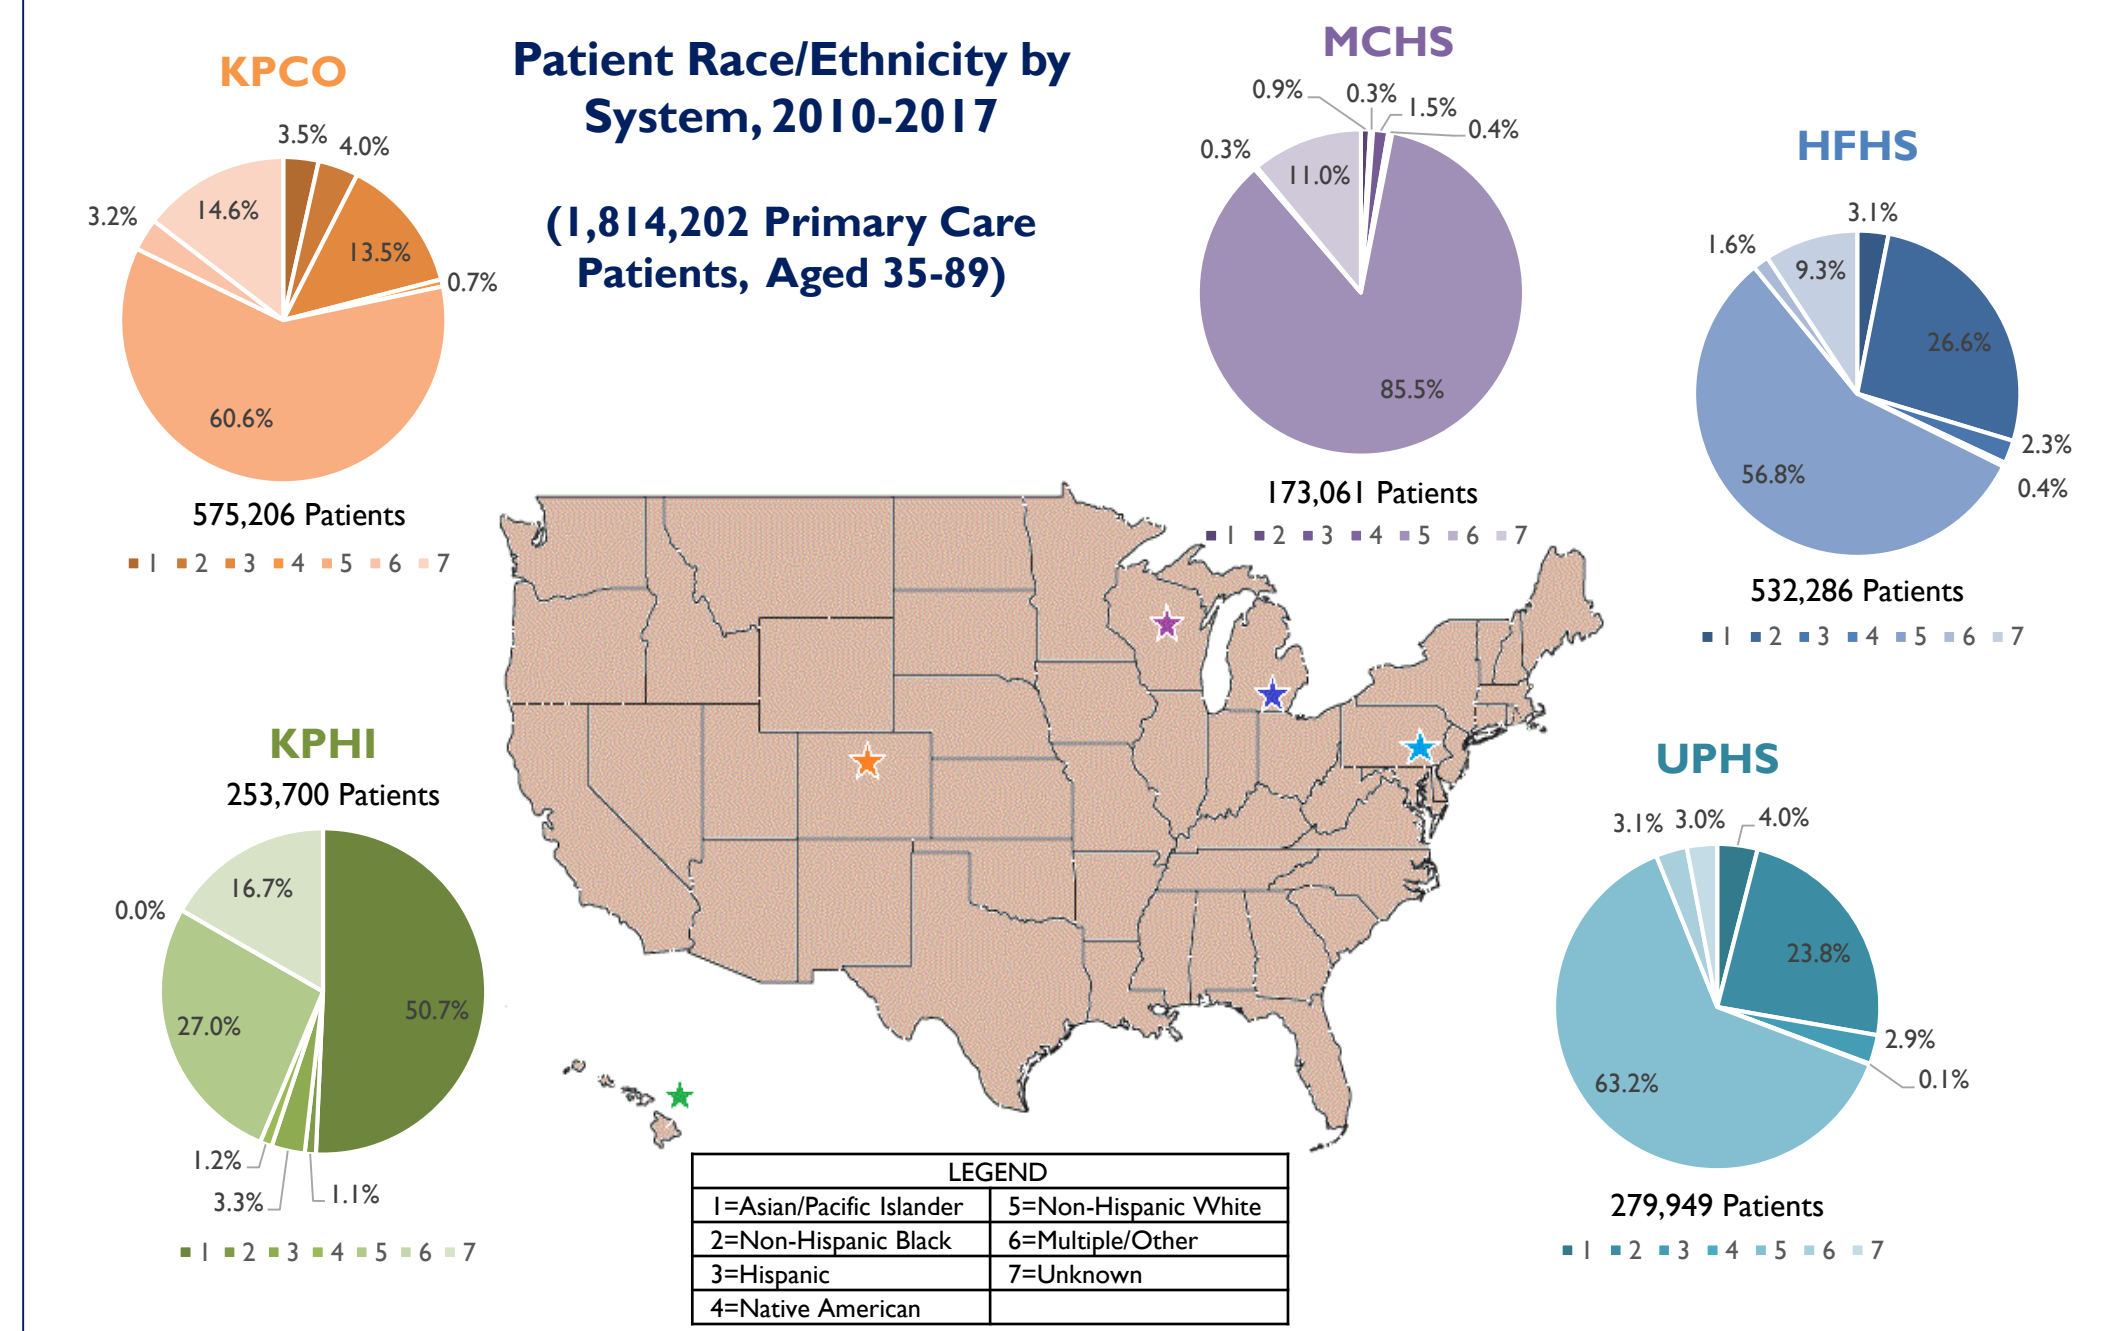 Patient Race/Ethnicity by
System, 2010-2017
(1,814,202 Primary Care
Patients, Aged 35-89)
KPCO
3.5%
4.0%
13.5%
0.7%
60.6%
3.2%
14.6%
575,206 Patients
1 2 3 4 5 6 7
MCHS
0.9%
0.3%
1.5%
0.4%
85.5%
0.3%
11.0%
173,061 Patients
1 2 3 4 5 6 7
HFHS
3.1%
26.6%
2.3%
0.4%
56.8%
1.6%
9.3%
532,286 Patients
1 2 3 4 5 6 7
KPHI
253,700 Patients
50.7%
1.1%
3.3%
1.2%
27.0%
0.0%
16.7%
1 2 3 4 5 6 7
UPHS
4.0%
23.8%
2.9%
0.1%
63.2%
3.1%
3.0%
279,949 Patients
1 2 3 4 5 6 7
LEGEND
1=Asian/Pacific Islander 5=Non-Hispanic White
2=Non-Hispanic Black 6=Multiple/Other
3=Hispanic 7=Unknown
4=Native American